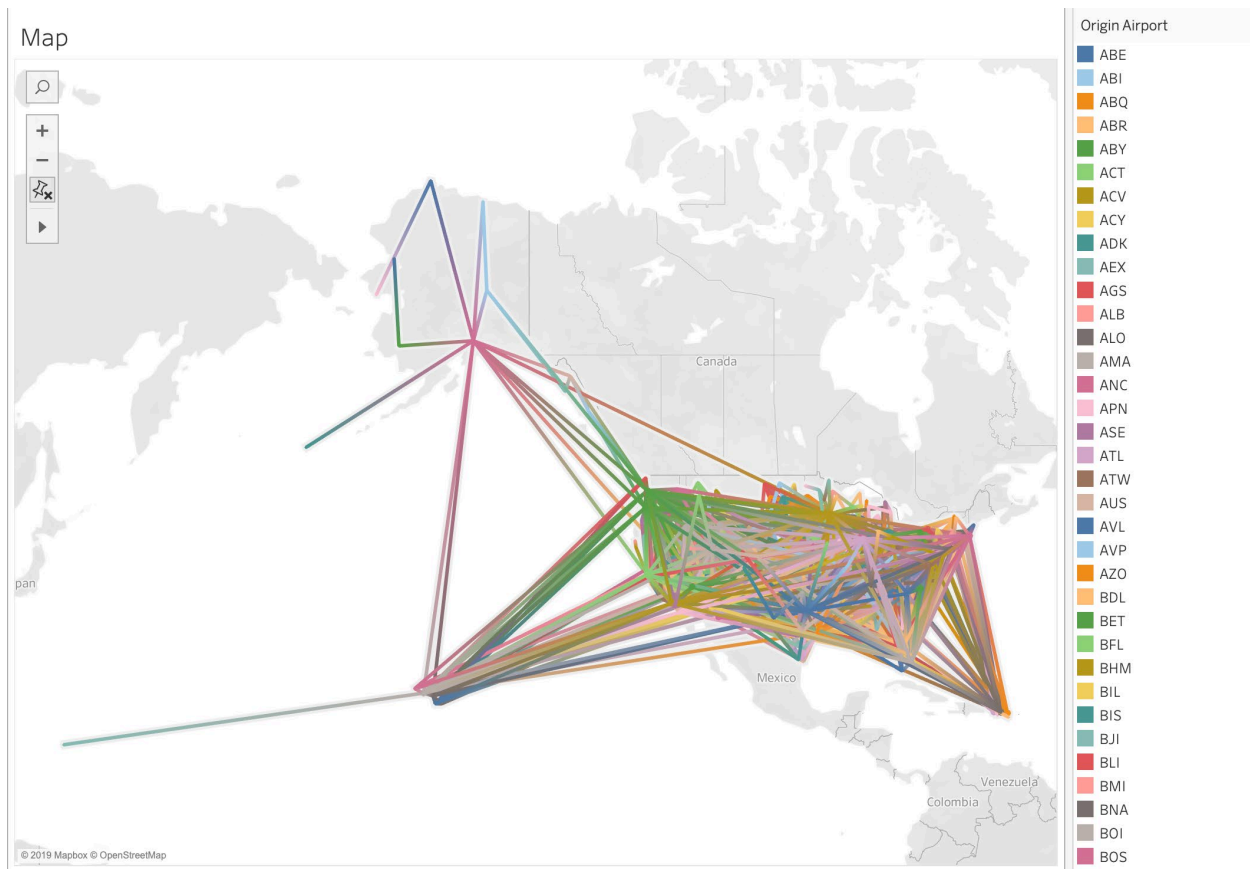 Map
Origin Airport
ABE
ABI
ABQ
ABR
ABY
ACT
ACV
ACY
ADK
AEX
AGS
ALB
ALO
AMA
ANC
APN
ASE
ATL
ATW
AUS
AVL
AVP
AZO
BDL
BET
BFL
BHM
BIL
BIS
BJI
BLI
BMI
BNA
BOI
BOS
Canada
pan
Mexico
Venezuela
Colombia
© 2019 Mapbox © OpenStreetMap